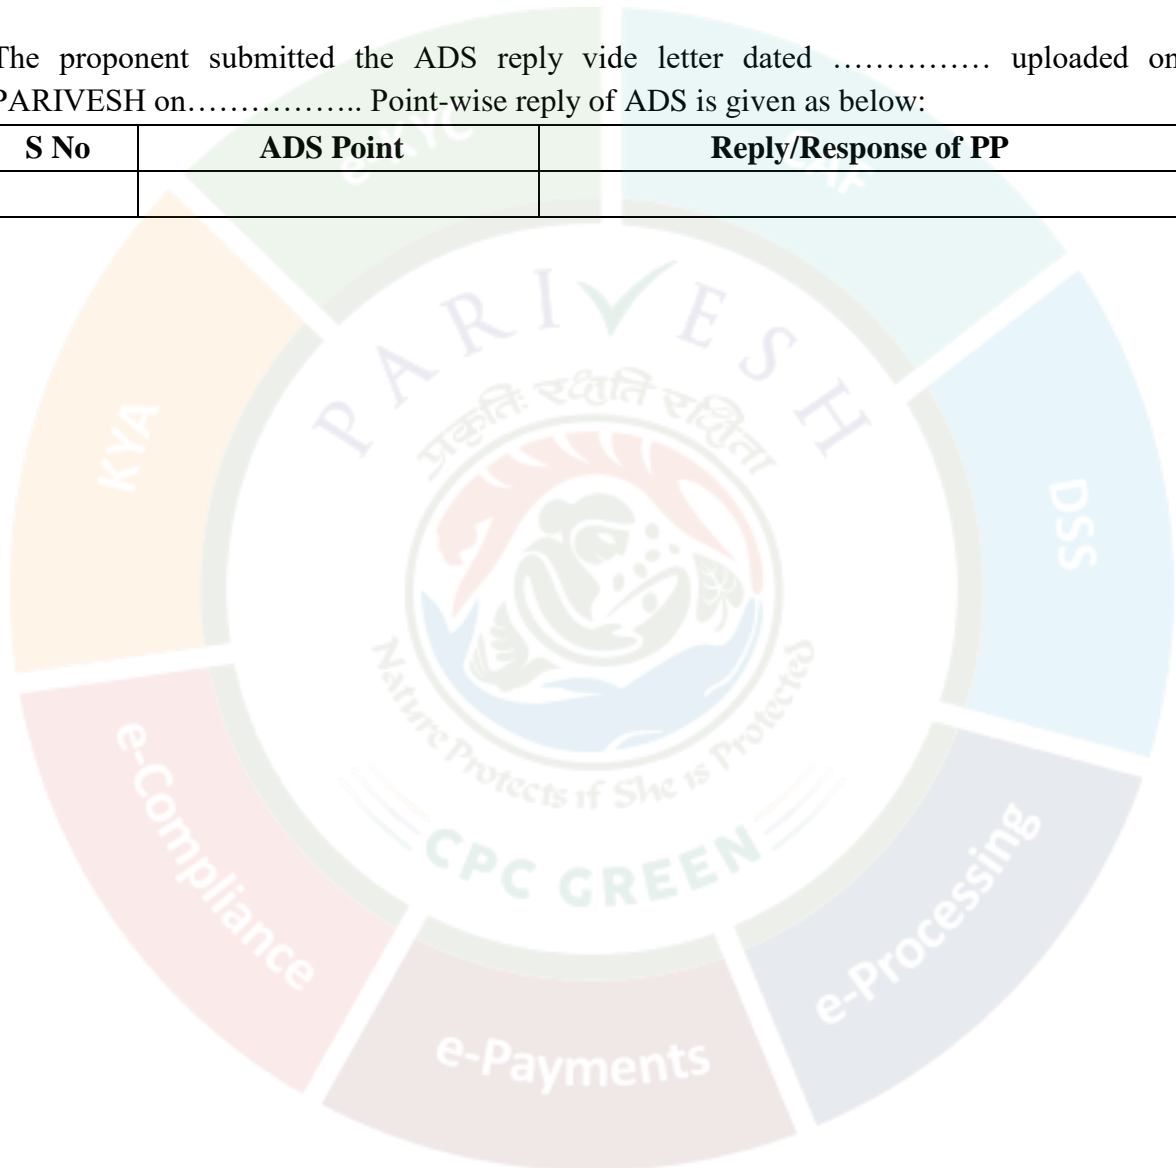 The proponent submitted the ADS reply vide letter dated …………… uploaded on
PARIVESH on…………….. Point-wise reply of ADS is given as below:
S No ADS Point Reply/Response of PP
e-KYC
CAF
PARIVESH
प्रकृतिः रक्षति रक्षिता
KYA
DSS
Nature Protects if She is Protected
CPC GREEN
e-Compliance
e-Processing
e-Payments